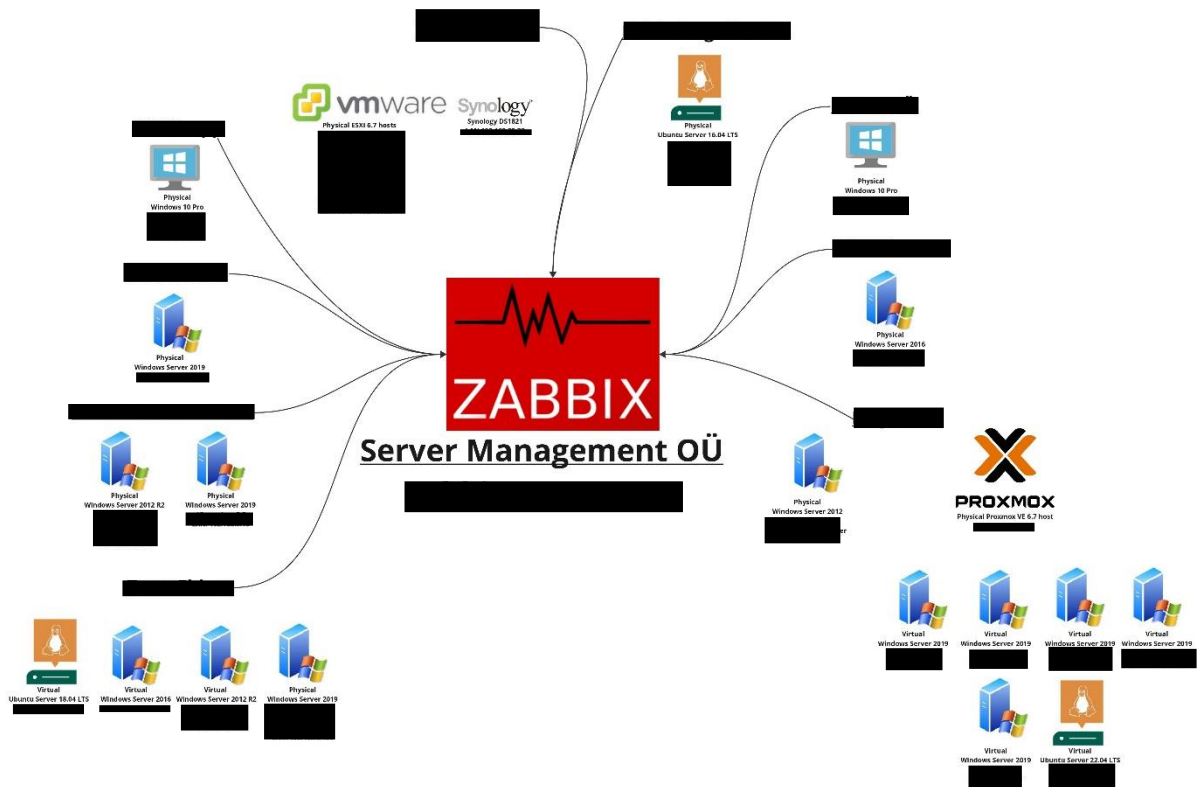 vmware
Physical ESXI 6.7 hosts
Synology
Synology DS1821
Physical
Ubuntu Server 16.04 LTS
Physical
Windows 10 Pro
Physical
Windows 10 Pro
Physical
Windows Server 2019
Physical
Windows Server 2016
ZABBIX
Server Management OÜ
Physical
Windows Server 2012 R2
Physical
Windows Server 2019
Physical
Windows Server 2012
PROXMOX
Physical Proxmox VE 6.7 host
Virtual
Ubuntu Server 18.04 LTS
Virtual
Windows Server 2016
Virtual
Windows Server 2012 R2
Physical
Windows Server 2019
Virtual
Windows Server 2019
Virtual
Windows Server 2019
Virtual
Windows Server 2019
Virtual
Windows Server 2019
Virtual
Windows Server 2019
Virtual
Ubuntu Server 22.04 LTS